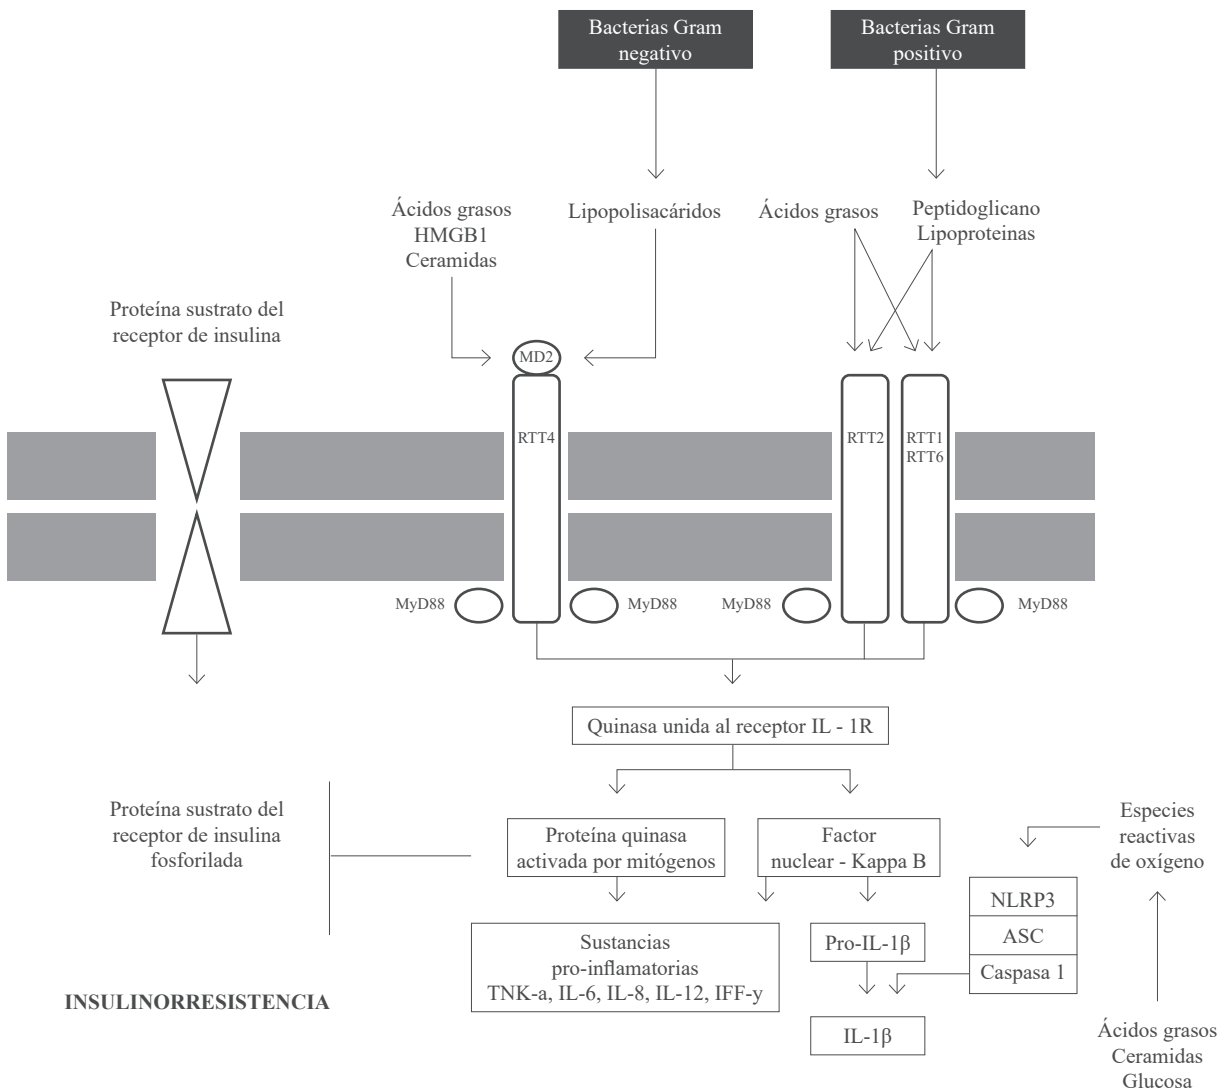 Bacterias Gram
negativo
Bacterias Gram
positivo
Ácidos grasos
HMGB1
Ceramidas
Lipopolisacáridos
Ácidos grasos
Peptidoglicano
Lipoproteinas
Proteína sustrato del
receptor de insulina
MD2
RTT4
RTT2
RTT1
RTT6
MyD88
MyD88
MyD88
MyD88
Quinasa unida al receptor IL - 1R
Proteína sustrato del
receptor de insulina
fosforilada
Proteína quinasa
activada por mitógenos
Factor
nuclear - Kappa B
Especies
reactivas
de oxígeno
NLRP3
ASC
Caspasa 1
Sustancias
pro-inflamatorias
TNK-a, IL-6, IL-8, IL-12, IFF-y
Pro-IL-1β
IL-1β
INSULINORRESISTENCIA
Ácidos grasos
Ceramidas
Glucosa